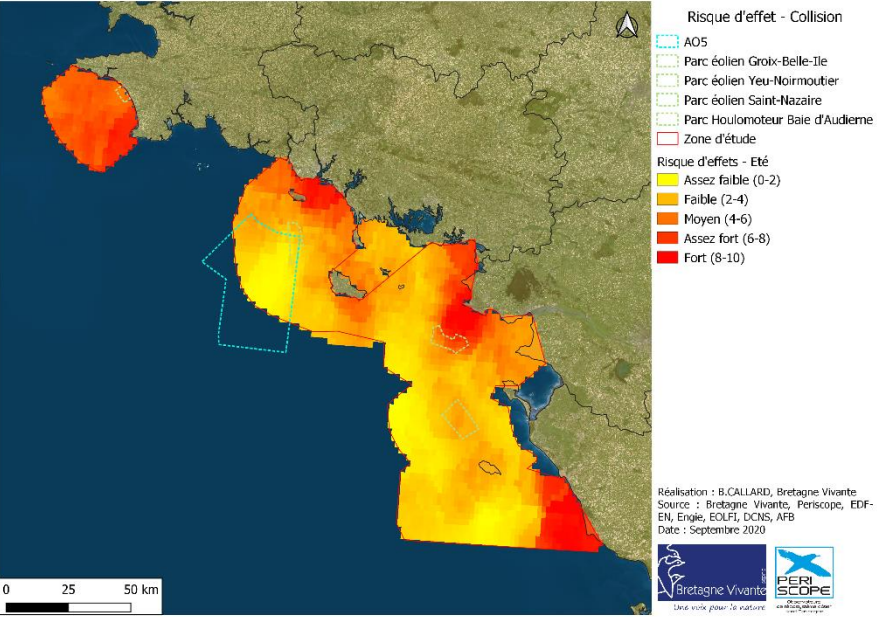 Risque d'effet - Collision
AO5
Parc éolien Groix-Belle-Ile
Parc éolien Yeu-Noirmoutier
Parc éolien Saint-Nazaire
Parc Houlomoteur Baie d'Audierne
Zone d'étude
Risque d'effets - Eté
Assez faible (0-2)
Faible (2-4)
Moyen (4-6)
Assez fort (6-8)
Fort (8-10)
Réalisation : B.CALLARD, Bretagne Vivante
Source : Bretagne Vivante, Periscope, EDF-
EN, Engie, EOLFI, DCNS, AFB
Date : Septembre 2020
Bretagne Vivante
Une voix pour la nature
PERI
SCOPE
0 25 50 km